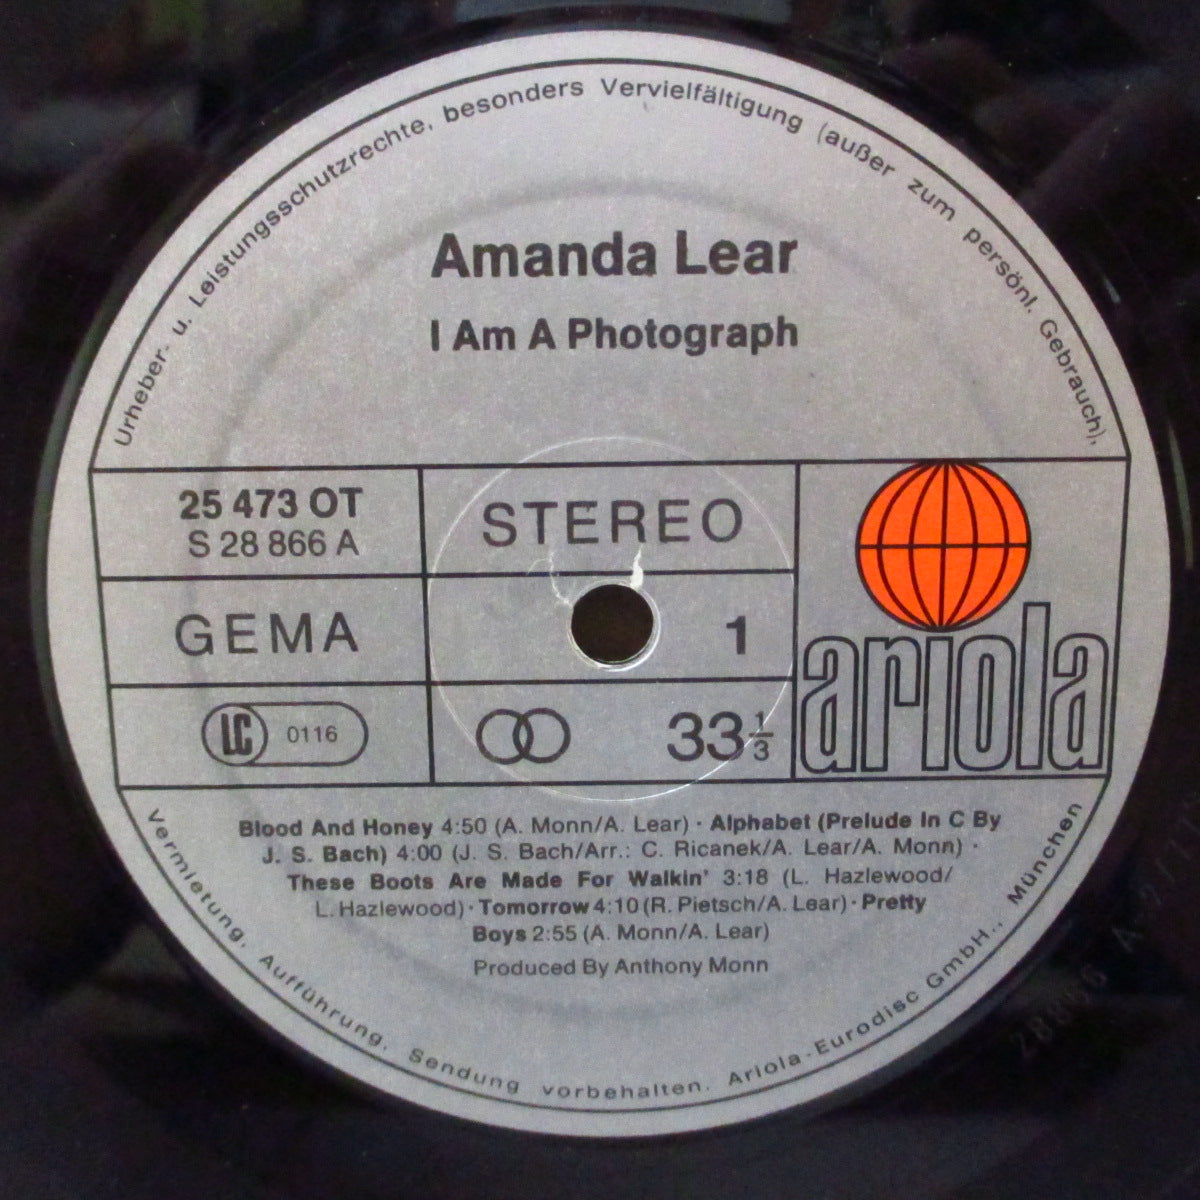 Urheber- u. Leistungsschutzrechte, besonders Vervielfältigung (außer zum persönl. Gebrauch),
Amanda Lear
I Am A Photograph
25 473 OT
S 28 866 A
STEREO
GEMA
1
LC 0116
33 1/3
ariola
Blood And Honey 4:50 (A. Monn/A. Lear) · Alphabet (Prelude In C By
J. S. Bach) 4:00 (J. S. Bach/Arr.: C. Ricanek/A. Lear/A. Monn) ·
These Boots Are Made For Walkin' 3:18 (L. Hazlewood/
L. Hazlewood) · Tomorrow 4:10 (R. Pietsch/A. Lear) · Pretty
Boys 2:55 (A. Monn/A. Lear)
Produced By Anthony Monn
Vermietung, Aufführung, Sendung vorbehalten. Ariola-Eurodisc GmbH., München